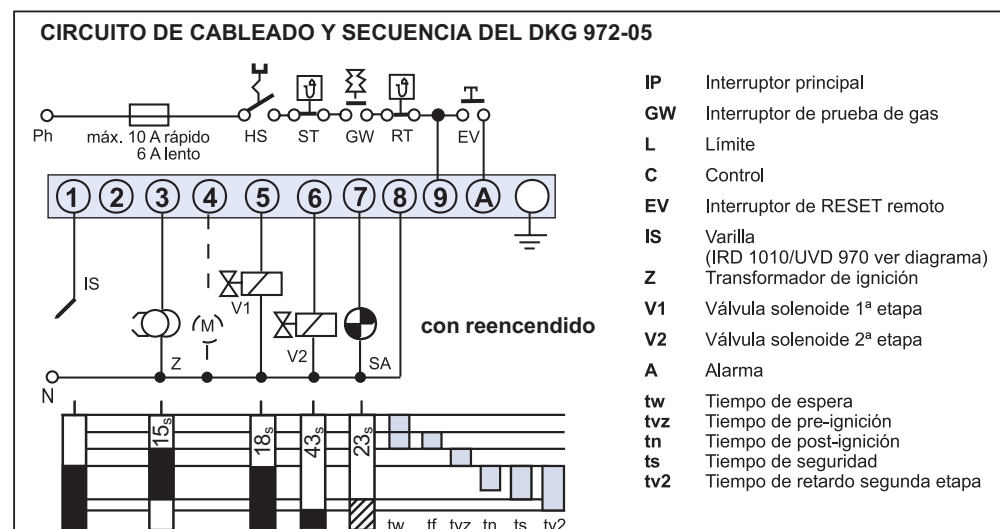 CIRCUITO DE CABLEADO Y SECUENCIA DEL DKG 972-05
Ph
máx. 10 A rápido
6 A lento
HS
ST
GW
RT
EV
1
2
3
4
5
6
7
8
9
A
IS
Z
M
V1
V2
SA
con reencendido
N
15s
18s
43s
23s
tw
tf
tvz
tn
ts
tv2
IP Interruptor principal
GW Interruptor de prueba de gas
L Límite
C Control
EV Interruptor de RESET remoto
IS Varilla
(IRD 1010/UVD 970 ver diagrama)
Z Transformador de ignición
V1 Válvula solenoide 1ª etapa
V2 Válvula solenoide 2ª etapa
A Alarma
tw Tiempo de espera
tvz Tiempo de pre-ignición
tn Tiempo de post-ignición
ts Tiempo de seguridad
tv2 Tiempo de retardo segunda etapa